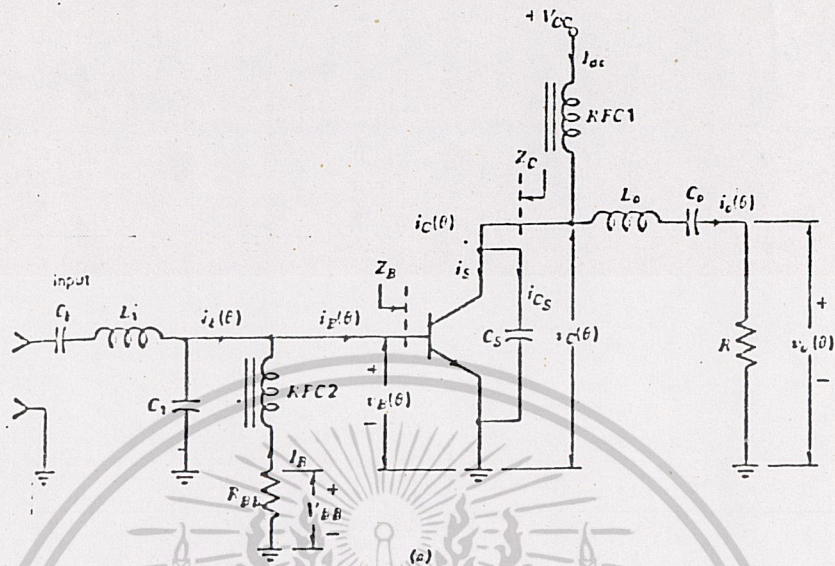 + V_CC
I_dc
RFC1
Z_C
L_o
C_o
i_o(θ)
i_C(θ)
i_S
i_CS
C_S
v_C(θ)
R
+
v_o(θ)
-
input
C_i
L_i
i_i(θ)
Z_B
i_B(θ)
C_1
RFC2
+
v_B(θ)
-
I_B
R_BB
+
V_BB
-
(a)